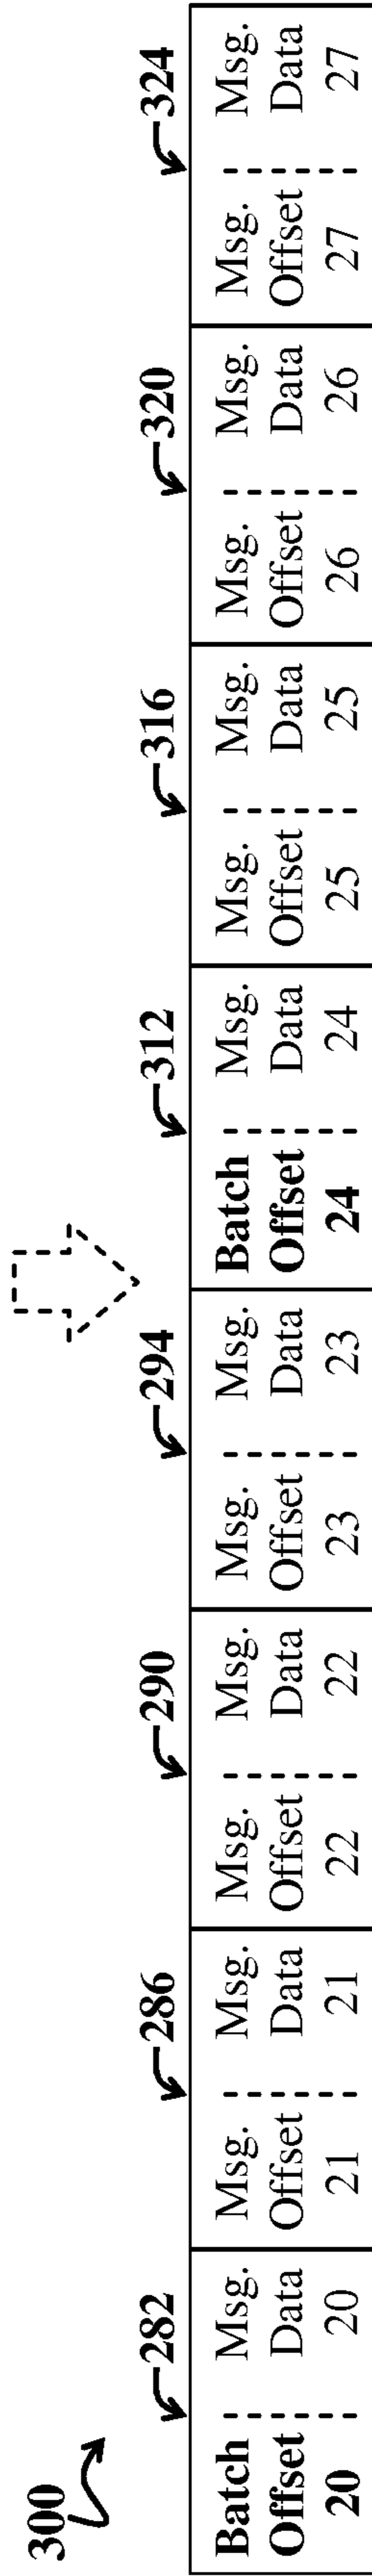 300
282 286 290 294 312 316 320 324
Batch Msg. Msg. Msg. Msg. Msg. Msg. Msg. Batch Msg. Msg. Msg. Msg. Msg. Msg. Msg.
Offset Data Offset Data Offset Data Offset Data Offset Data Offset Data Offset Data Offset Data
20 20 21 21 22 22 23 23 24 24 25 25 26 26 27 27